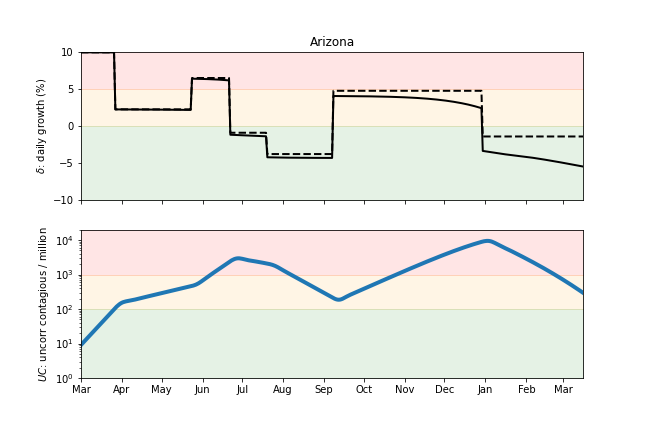 Arizona
δ: daily growth (%)
10
5
0
−5
−10
UC: uncorr contagious / million
10⁴
10³
10²
10¹
10⁰
Mar Apr May Jun Jul Aug Sep Oct Nov Dec Jan Feb Mar